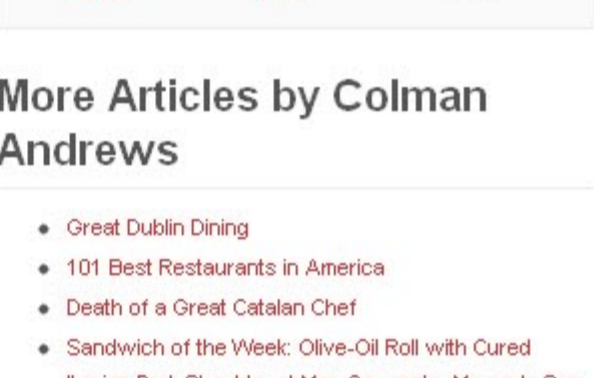 More Articles by Colman
Andrews
Great Dublin Dining
101 Best Restaurants in America
Death of a Great Catalan Chef
Sandwich of the Week: Olive-Oil Roll with Cured